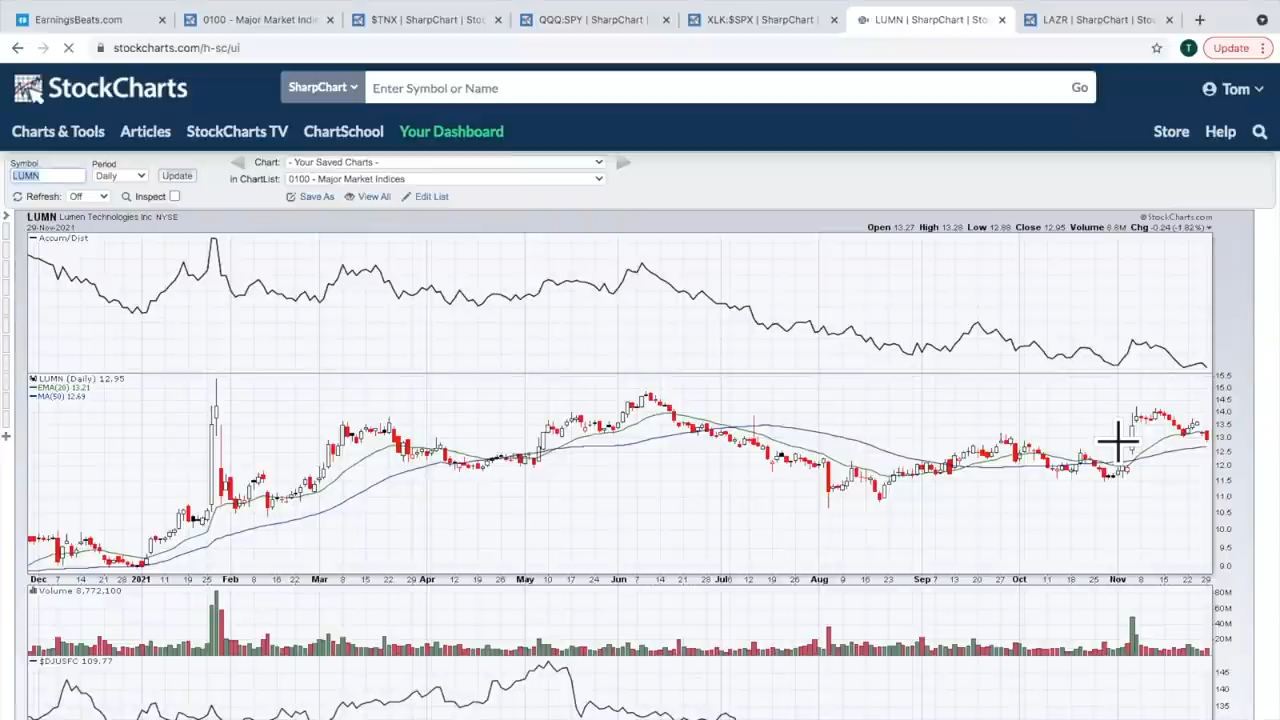 EarningsBeats.com
0100 - Major Market Indi
$TNX | SharpChart | Stoc
QQQ:SPY | SharpChart |
XLK:$SPX | SharpChart |
LUMN | SharpChart | Sto
LAZR | SharpChart | Stoc
stockcharts.com/h-sc/ui
T
Update
StockCharts
SharpChart
Enter Symbol or Name
Go
Tom
Charts & Tools
Articles
StockCharts TV
ChartSchool
Your Dashboard
Store
Help
Symbol
Period
LUMN
Daily
Update
Chart:
- Your Saved Charts -
in ChartList:
0100 - Major Market Indices
Refresh:
Off
Inspect
Save As
View All
Edit List
LUMN Lumen Technologies Inc NYSE
© StockCharts.com
29-Nov-2021
Open 13.27 High 13.28 Low 12.88 Close 12.95 Volume 8.8M Chg -0.24 (-1.82%)
Accum/Dist
LUMN (Daily) 12.95
EMA(20) 13.21
MA(50) 12.69
15.5
15.0
14.5
14.0
13.5
13.0
12.5
12.0
11.5
11.0
10.5
10.0
9.5
9.0
Dec 7 14 21 28 2021 11 19 25 Feb 8 16 22 Mar 8 15 22 29 Apr 12 19 26 May 10 17 24 Jun 7 14 21 28 Jul 6 12 19 26 Aug 9 16 23 Sep 7 13 20 27 Oct 11 18 25 Nov 8 15 22 29
Volume 8,772,100
80M
60M
40M
20M
$DJUSFC 109.77
145
140
135